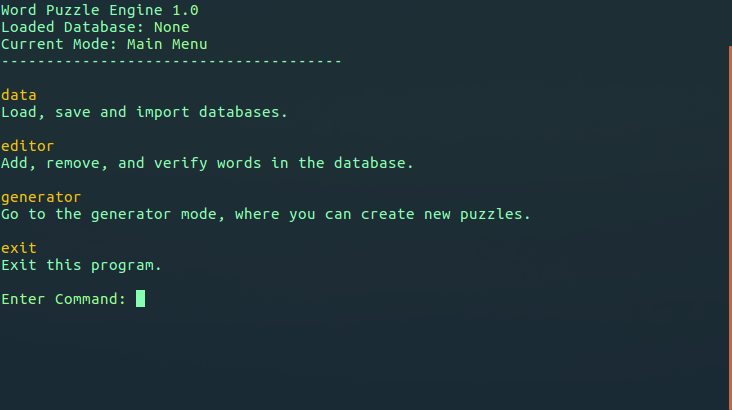 Word Puzzle Engine 1.0
Loaded Database: None
Current Mode: Main Menu
--------------------------------------
data
Load, save and import databases.
editor
Add, remove, and verify words in the database.
generator
Go to the generator mode, where you can create new puzzles.
exit
Exit this program.
Enter Command: